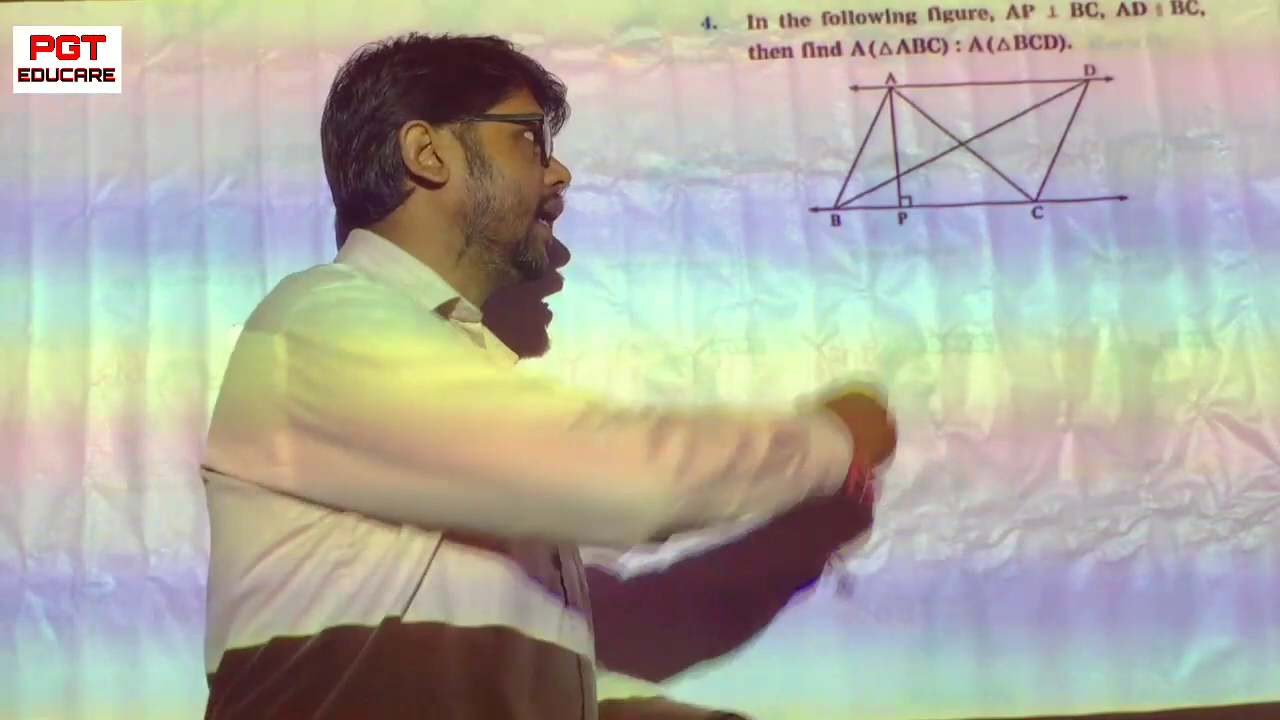 PGT
EDUCARE
4. In the following figure, AP ⊥ BC, AD ∥ BC,
then find A(△ABC) : A(△BCD).
A
D
B
P
C